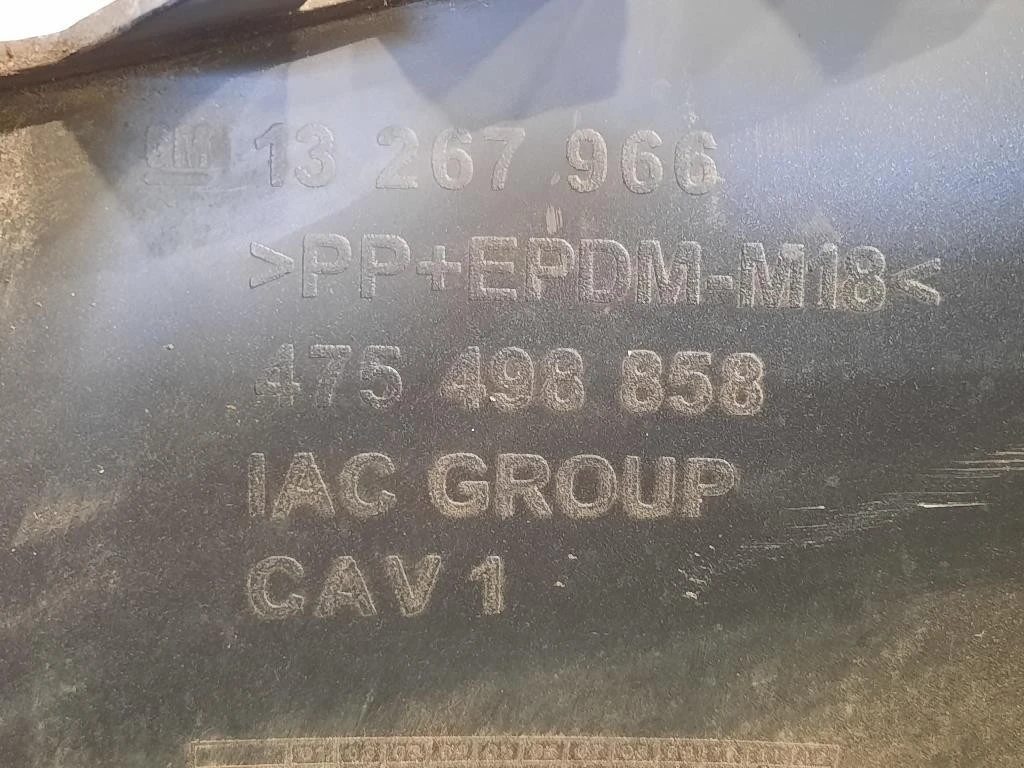 GM 13 267 966
>PP+EPDM-M18<
475 498 858
IAC GROUP
CAV 1